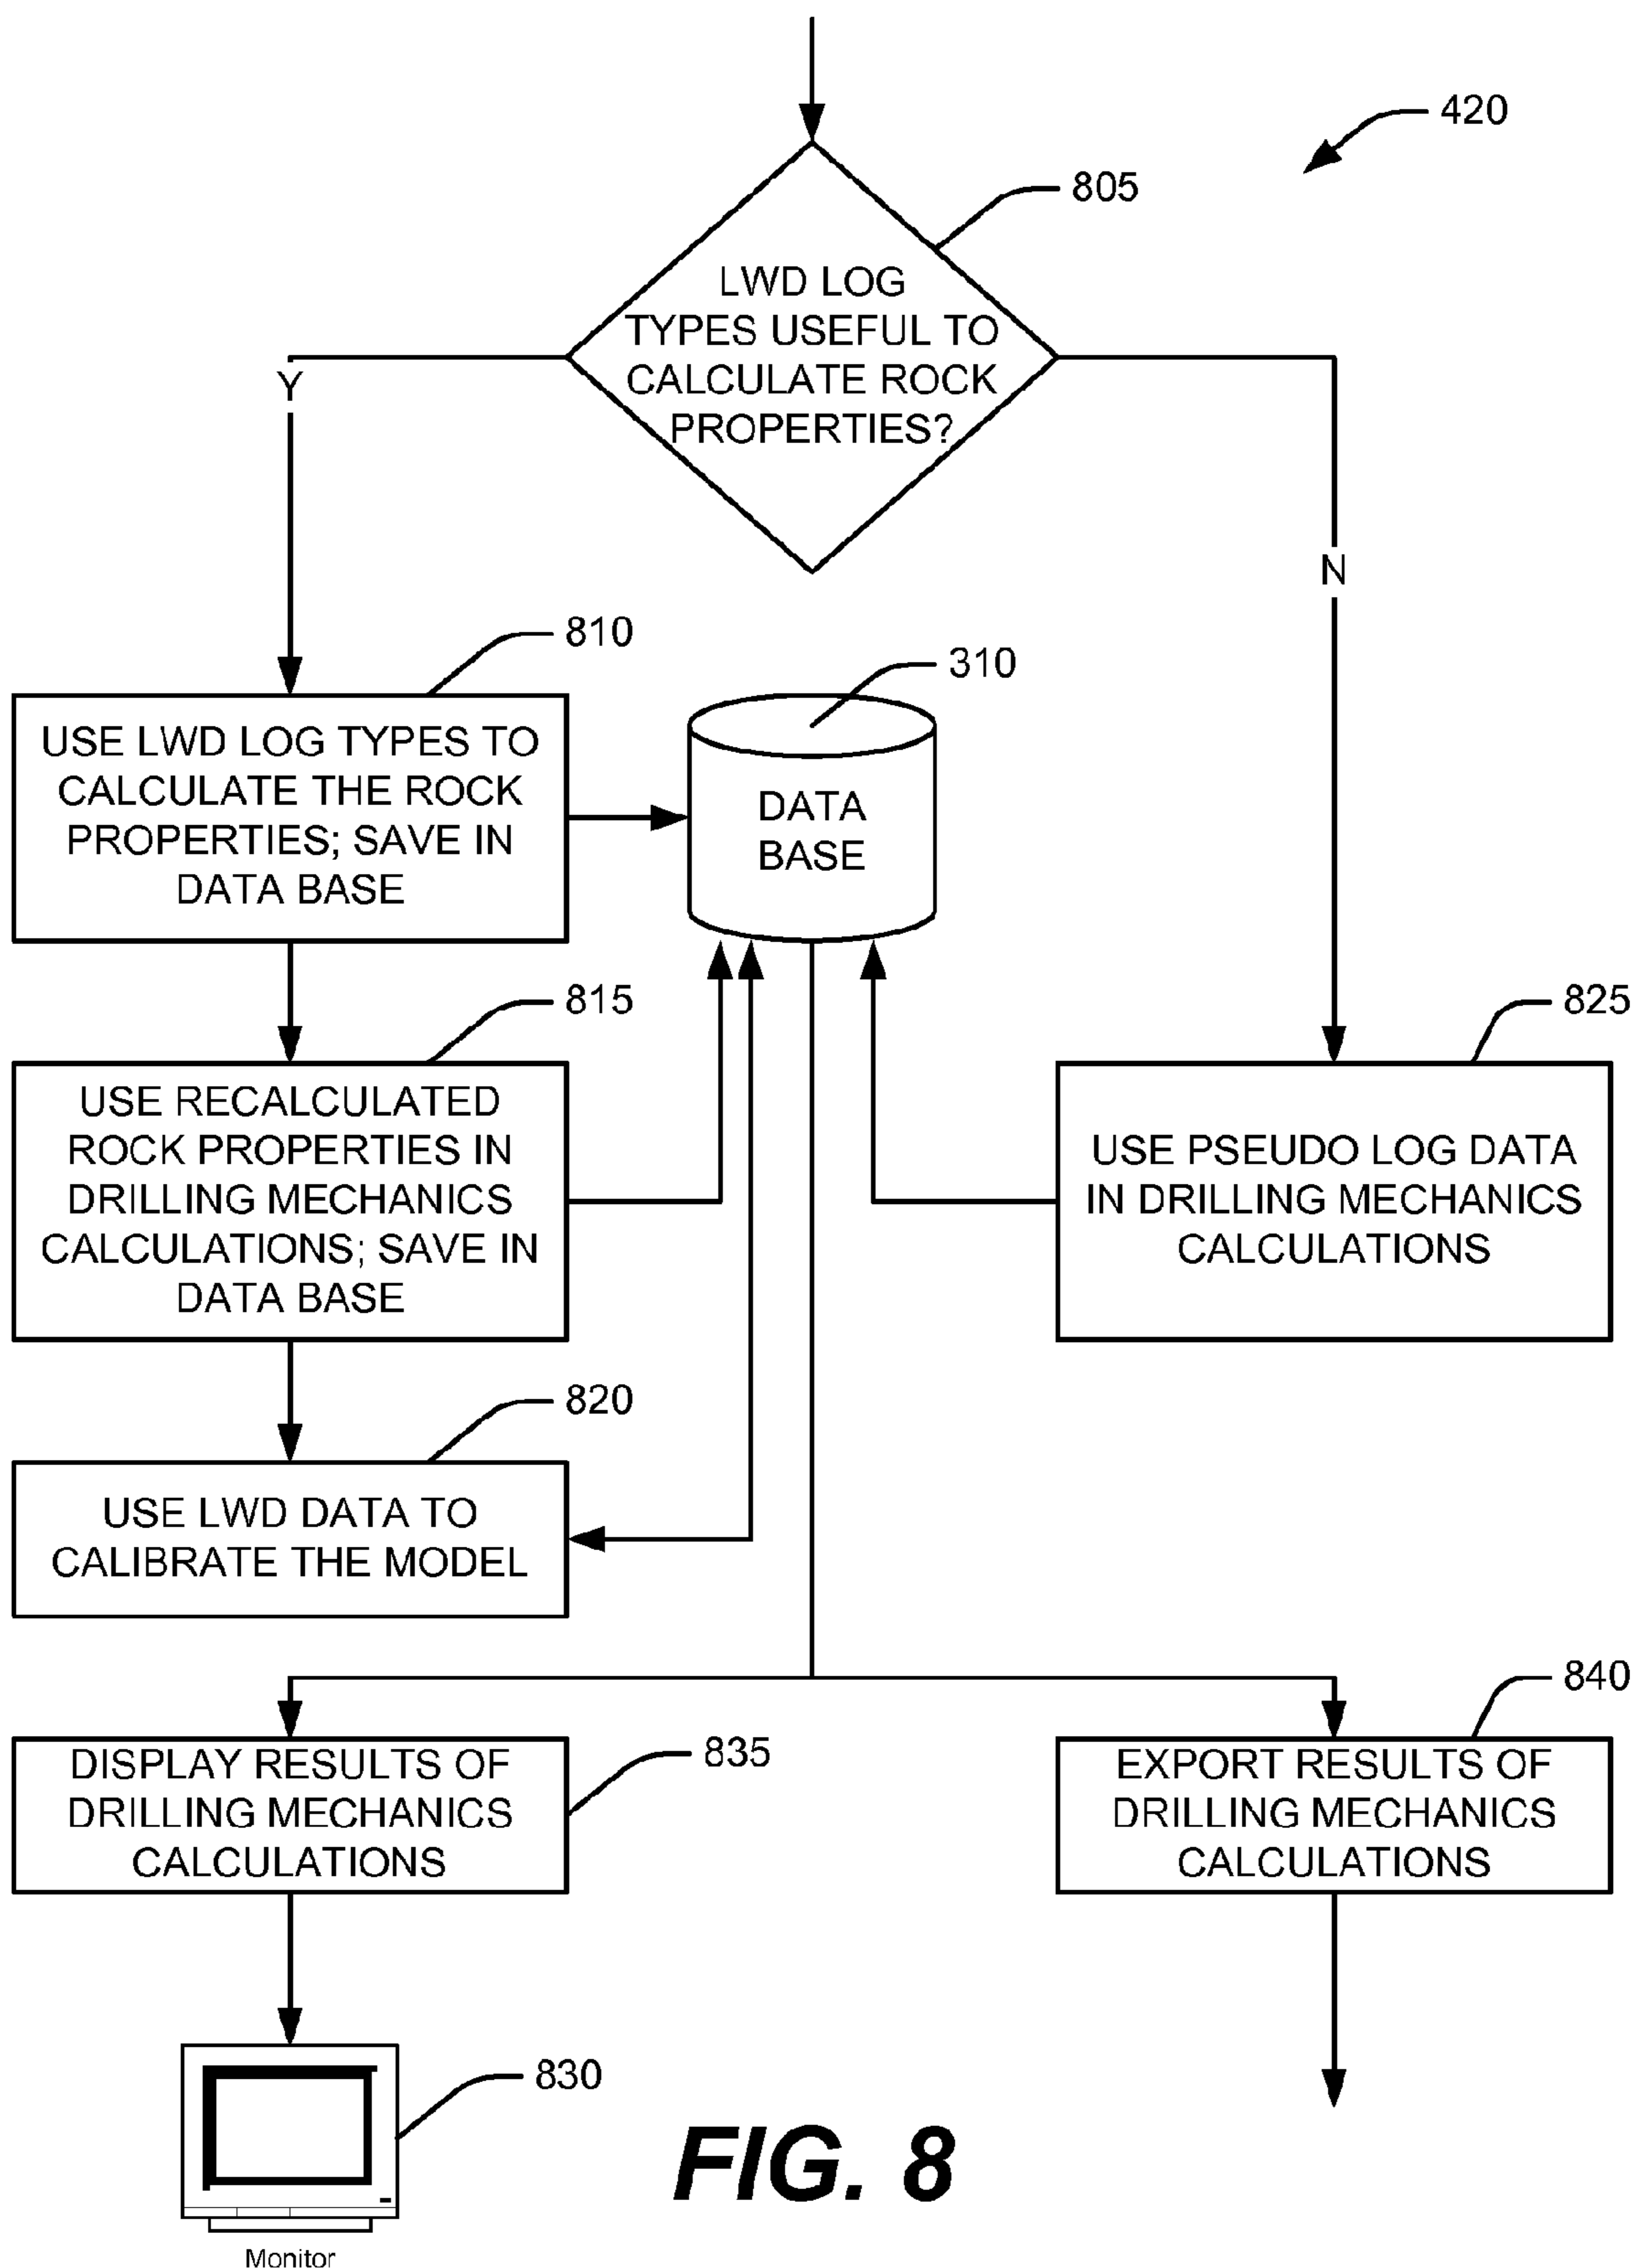 420
805
LWD LOG
TYPES USEFUL TO
CALCULATE ROCK
PROPERTIES?
Y
N
810
310
USE LWD LOG TYPES TO
CALCULATE THE ROCK
PROPERTIES; SAVE IN
DATA BASE
DATA
BASE
815
825
USE RECALCULATED
ROCK PROPERTIES IN
DRILLING MECHANICS
CALCULATIONS; SAVE IN
DATA BASE
USE PSEUDO LOG DATA
IN DRILLING MECHANICS
CALCULATIONS
820
USE LWD DATA TO
CALIBRATE THE MODEL
840
835
DISPLAY RESULTS OF
DRILLING MECHANICS
CALCULATIONS
EXPORT RESULTS OF
DRILLING MECHANICS
CALCULATIONS
830
Monitor
FIG. 8